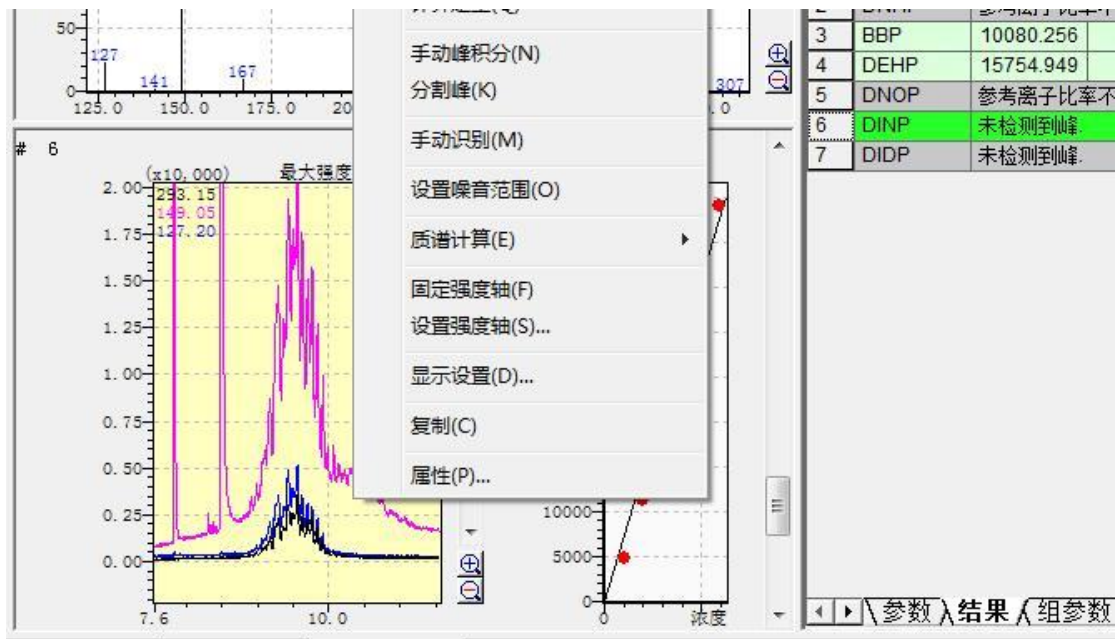 50
127
141
167
307
0
125.0 150.0 175.0 20
.0
手动峰积分(N)
分割峰(K)
手动识别(M)
设置噪音范围(O)
质谱计算(E)
固定强度轴(F)
设置强度轴(S)...
显示设置(D)...
复制(C)
属性(P)...
3 BBP 10080.256
4 DEHP 15754.949
5 DNOP 参考离子比率不
6 DINP 未检测到峰.
7 DIDP 未检测到峰.
# 6
(x10,000) 最大强度
293.15
149.05
127.20
2.00
1.75
1.50
1.25
1.00
0.75
0.50
0.25
0.00
7.6 10.0
10000
5000
0
0 浓度
参数 结果 组参数